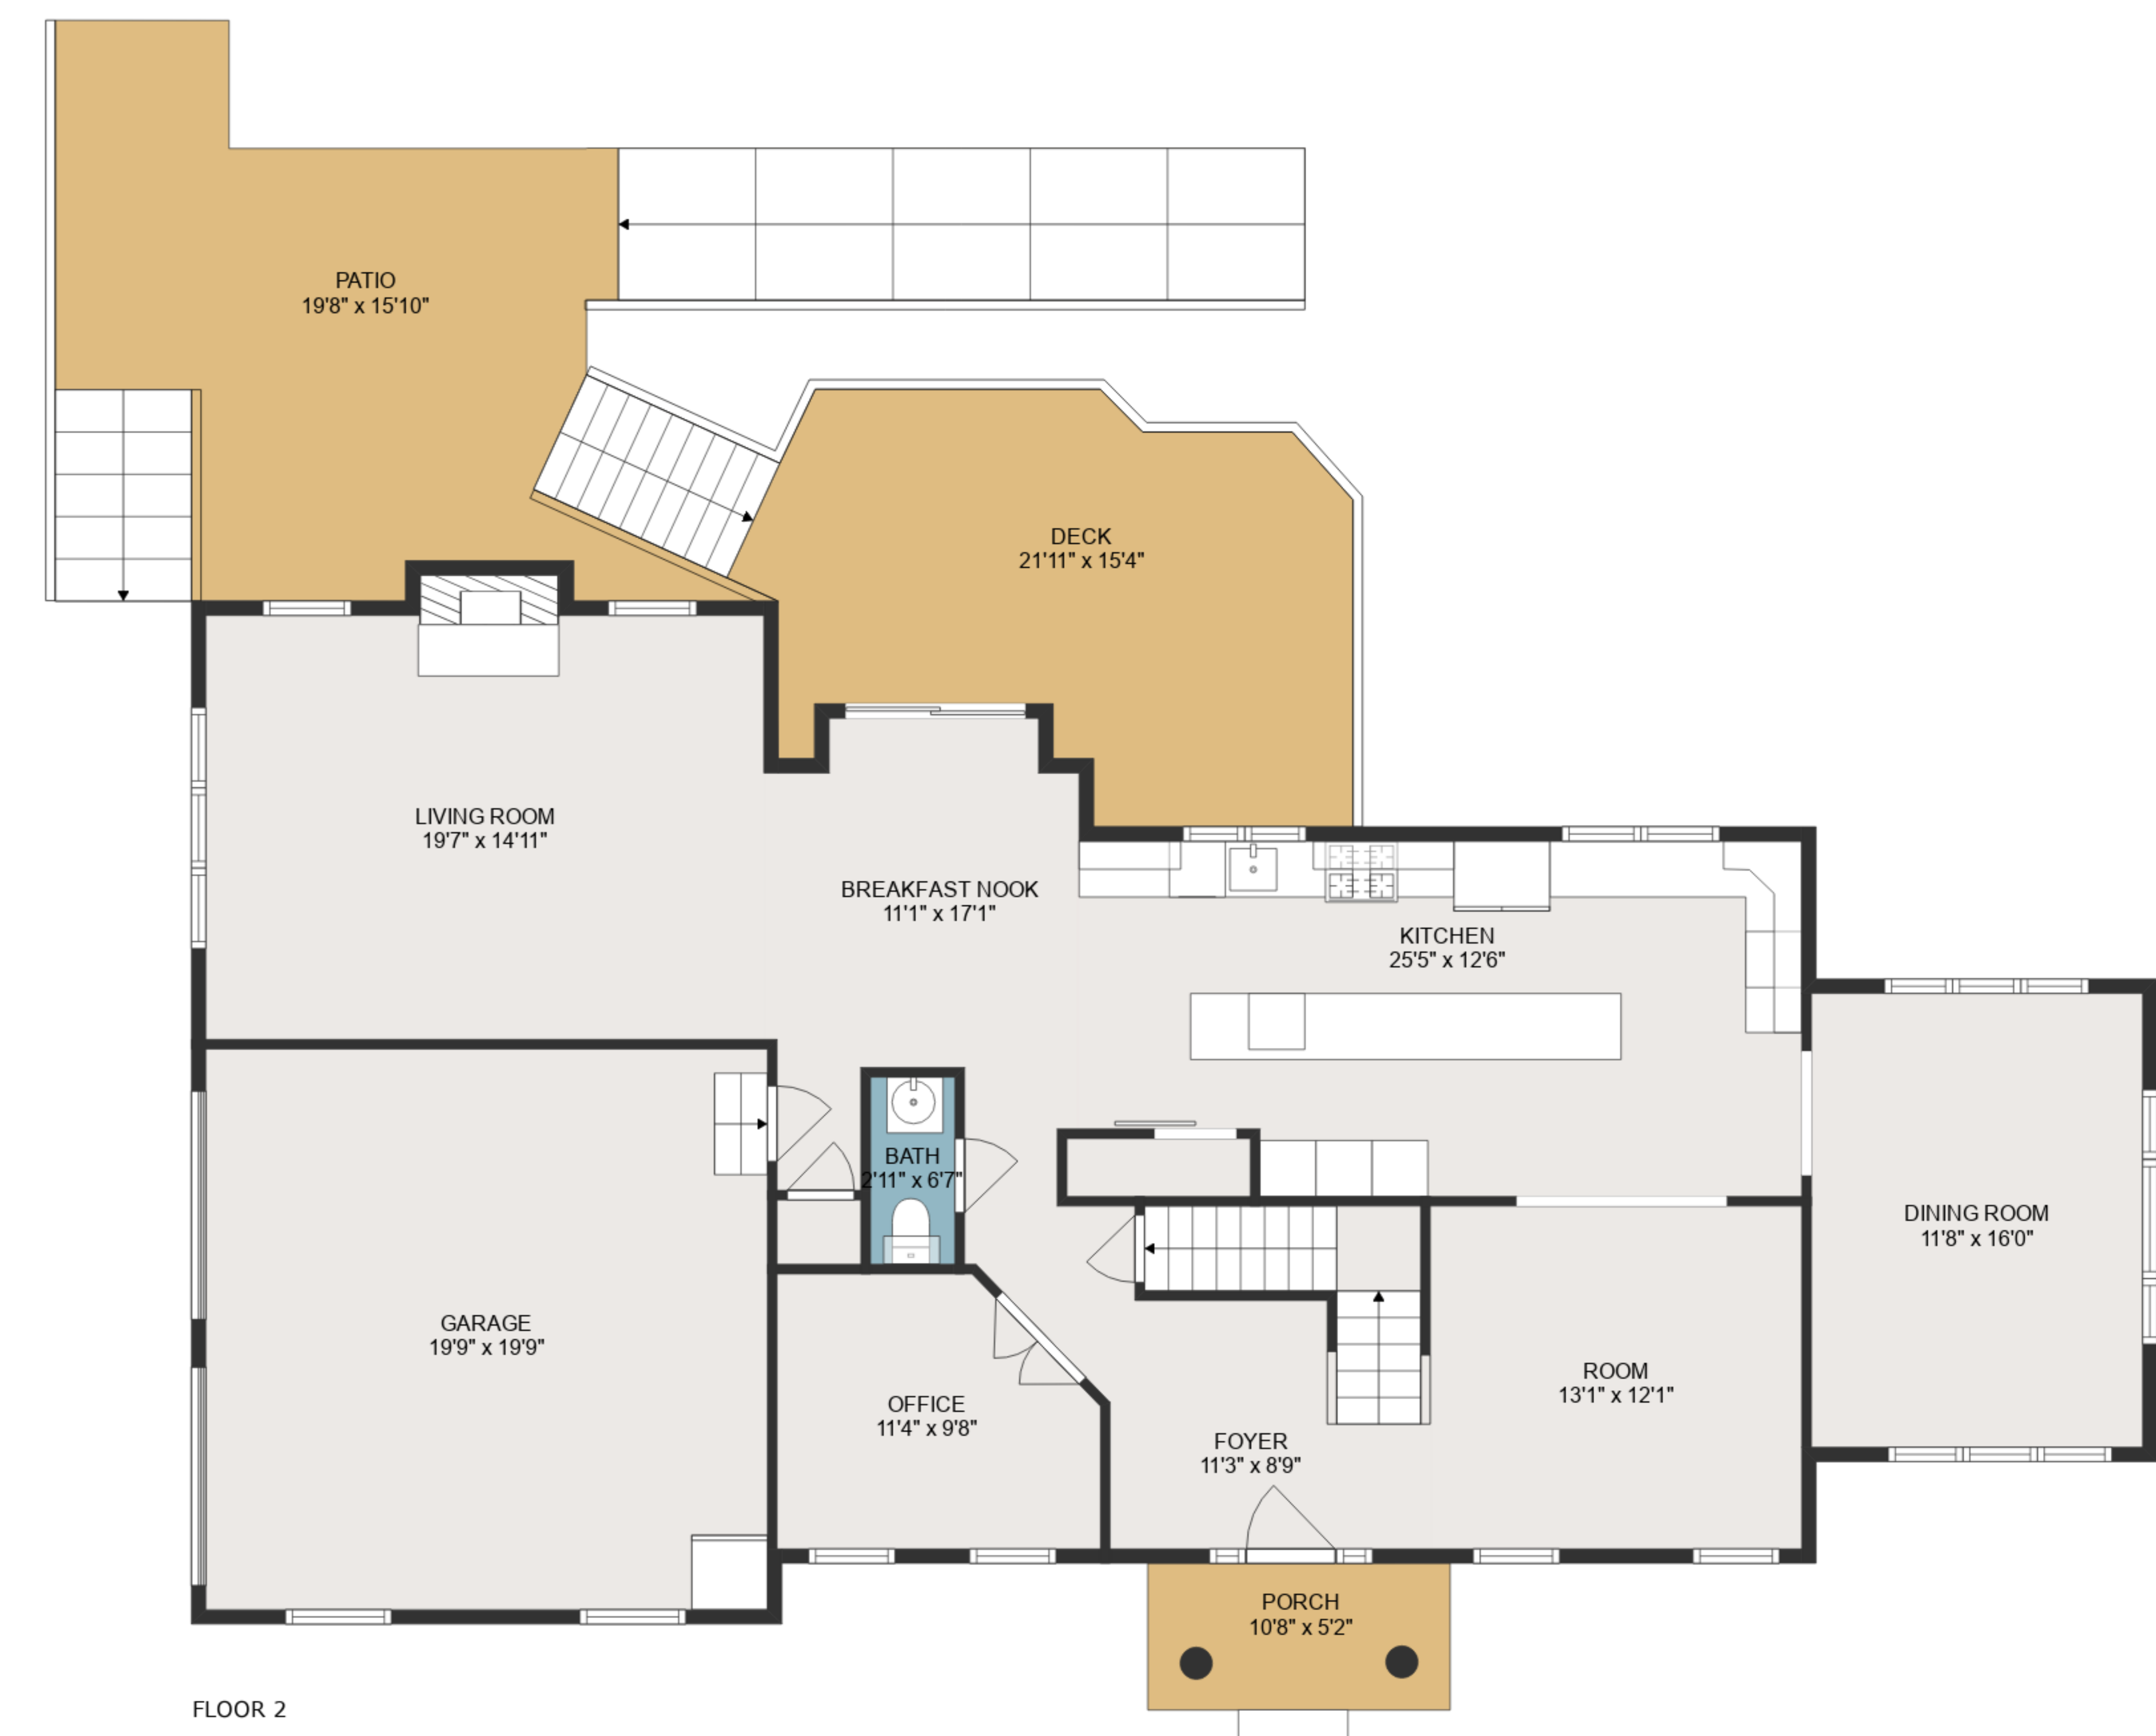 PATIO
19'8" x 15'10"
DECK
21'11" x 15'4"
LIVING ROOM
19'7" x 14'11"
BREAKFAST NOOK
11'1" x 17'1"
KITCHEN
25'5" x 12'6"
BATH
2'11" x 6'7"
DINING ROOM
11'8" x 16'0"
GARAGE
19'9" x 19'9"
ROOM
13'1" x 12'1"
OFFICE
11'4" x 9'8"
FOYER
11'3" x 8'9"
PORCH
10'8" x 5'2"
FLOOR 2